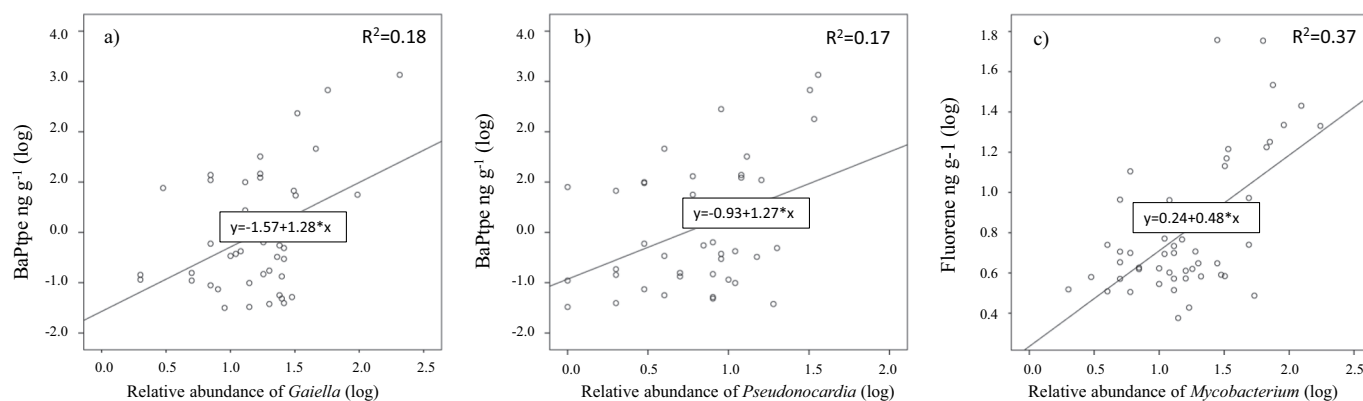 a)
R²=0.18
4.0
3.0
2.0
2.0
0.0
-1.0
-2.0
BaPtpe ng g⁻¹ (log)
y=-1.57+1.28*x
0.0 0.5 1.0 1.5 2.0 2.5
Relative abundance of Gaiella (log)
b)
R²=0.17
4.0
3.0
2.0
2.0
0.0
-1.0
-2.0
BaPtpe ng g⁻¹ (log)
y=-0.93+1.27*x
0.0 0.5 1.0 1.5 2.0
Relative abundance of Pseudonocardia (log)
c)
R²=0.37
1.8
1.6
1.4
1.2
1.0
0.8
0.6
0.4
Fluorene ng g-1 (log)
y=0.24+0.48*x
0.0 0.5 1.0 1.5 2.0 2.5
Relative abundance of Mycobacterium (log)